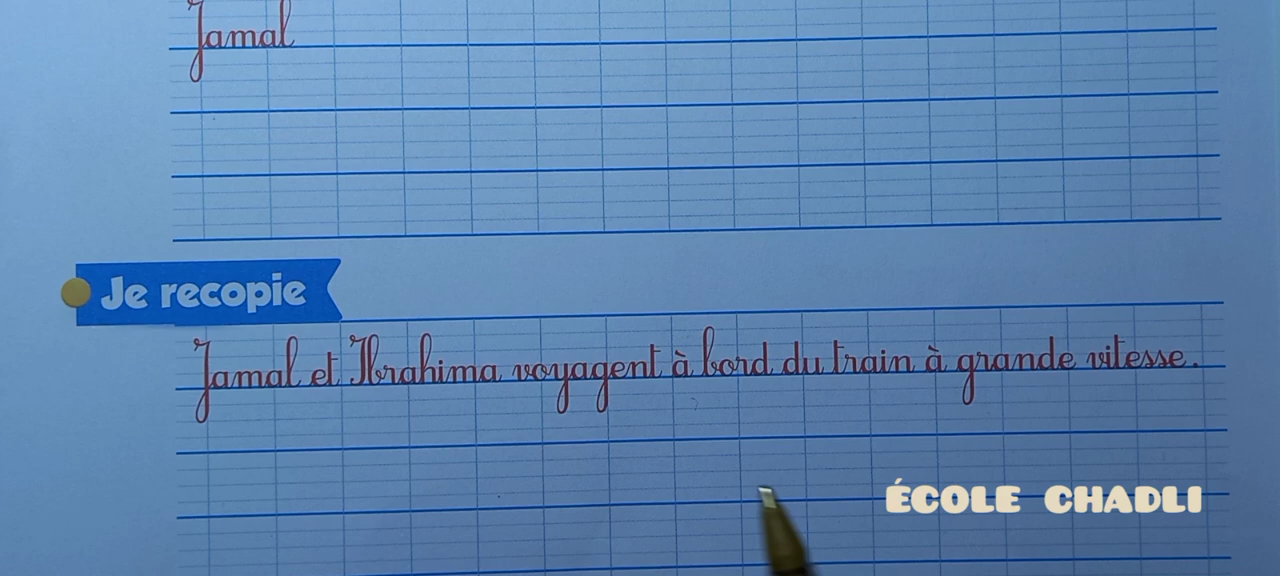 Jamal
Je recopie
Jamal et Ibrahima voyagent à bord du train à grande vitesse.
ÉCOLE CHADLI